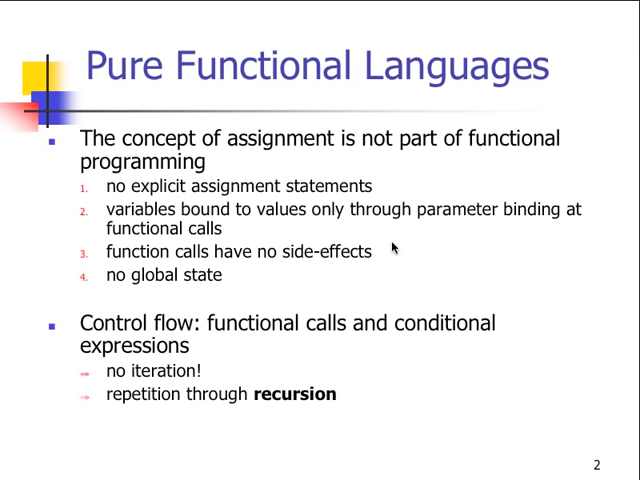 Pure Functional Languages
The concept of assignment is not part of functional
programming
1. no explicit assignment statements
2. variables bound to values only through parameter binding at
functional calls
3. function calls have no side-effects
4. no global state
Control flow: functional calls and conditional
expressions
no iteration!
repetition through recursion
2